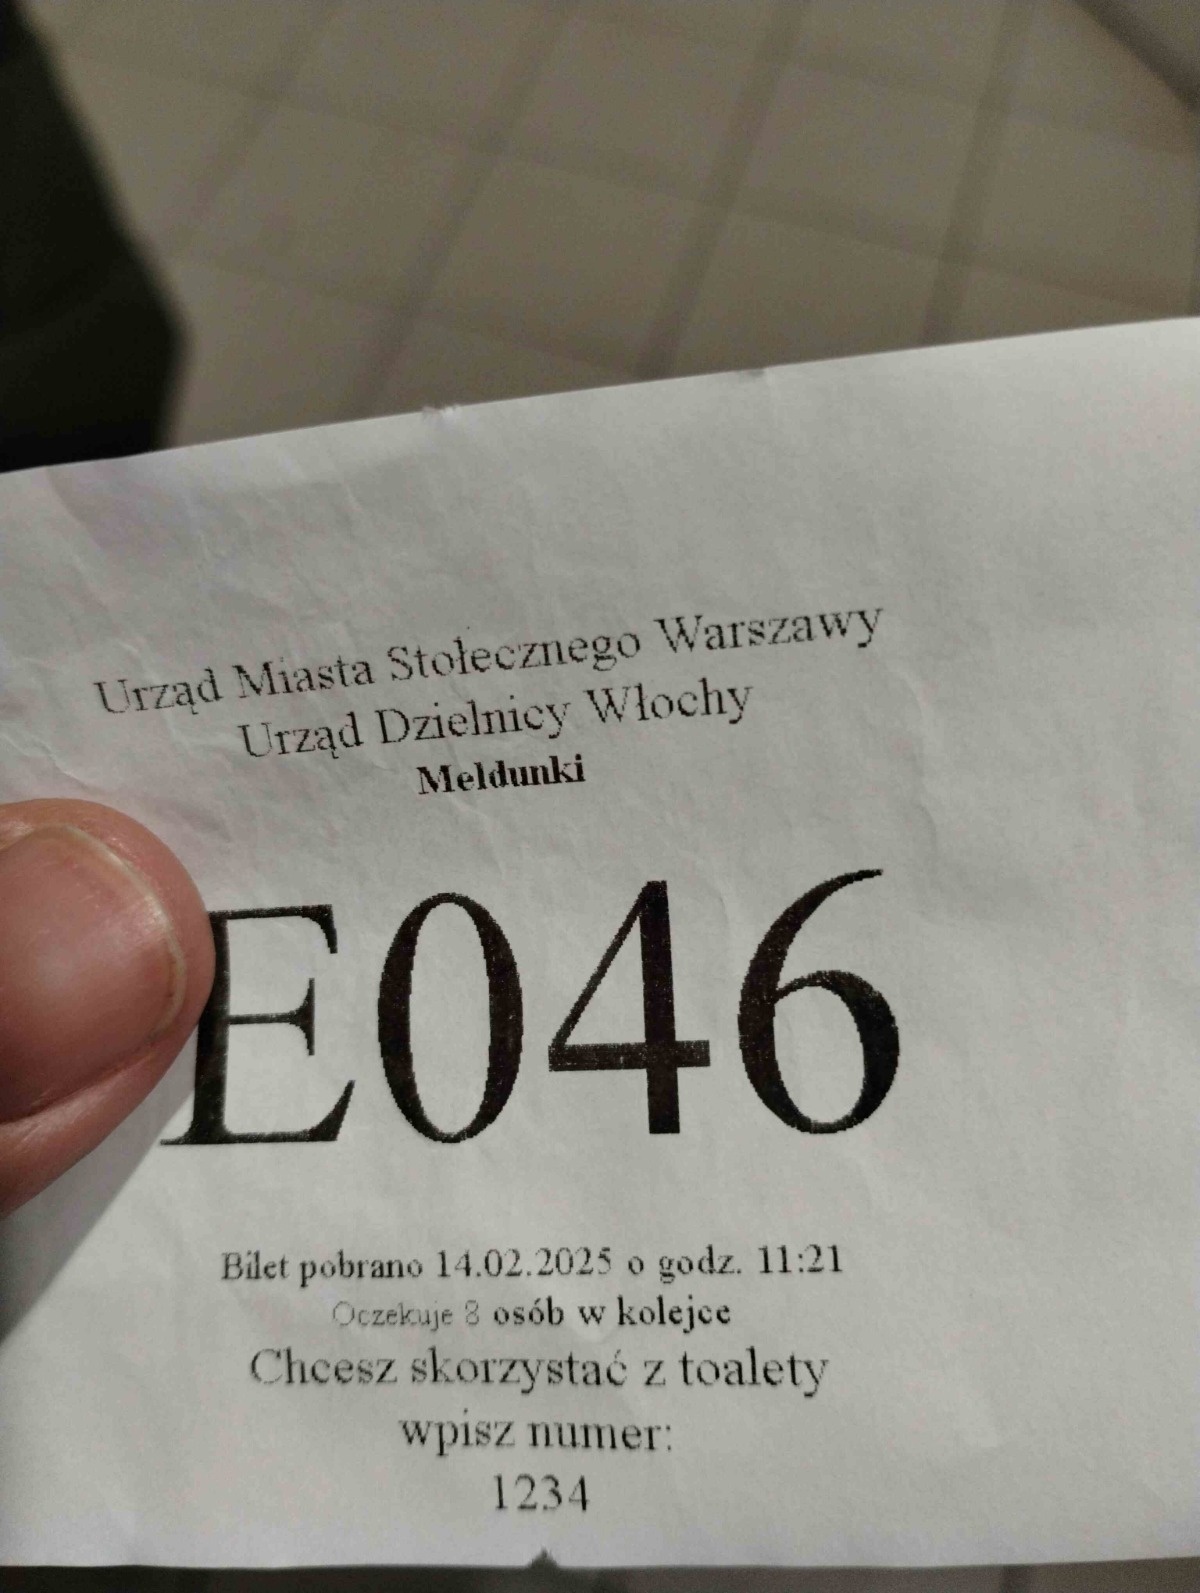 Urząd Miasta Stołecznego Warszawy
Urząd Dzielnicy Włochy
Meldunki
E046
Bilet pobrano 14.02.2025 o godz. 11:21
Oczekuje 8 osób w kolejce
Chcesz skorzystać z toalety
wpisz numer:
1234